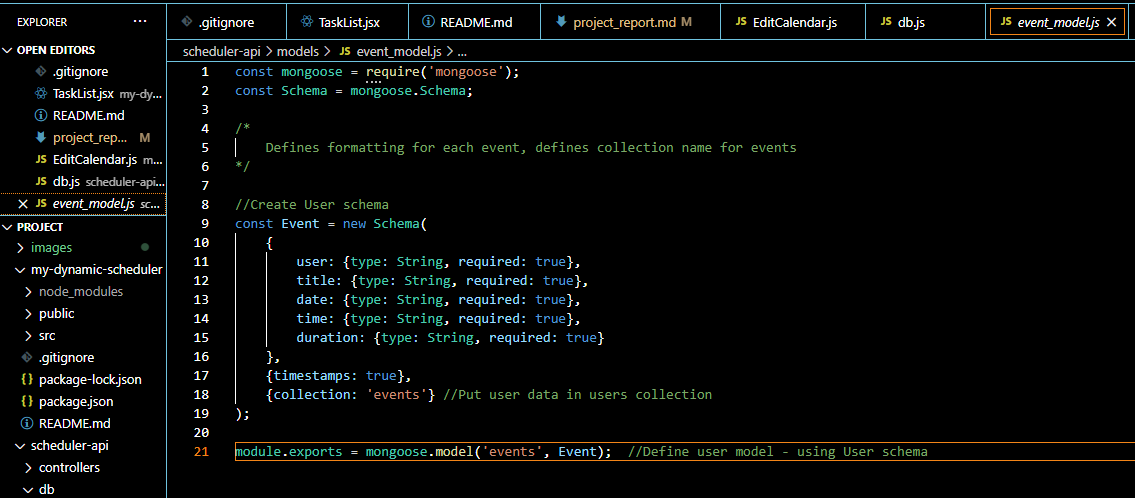 EXPLORER
.gitignore
TaskList.jsx
README.md
project_report.md M
EditCalendar.js
db.js
event_model.js
OPEN EDITORS
.gitignore
TaskList.jsx my-dy...
README.md
project_rep... M
EditCalendar.js m...
db.js scheduler-api...
event_model.js sc...
PROJECT
images
my-dynamic-scheduler
node_modules
public
src
.gitignore
package-lock.json
package.json
README.md
scheduler-api
controllers
db
scheduler-api > models > JS event_model.js > ...
1 const mongoose = require('mongoose');
2 const Schema = mongoose.Schema;
3
4 /*
5 Defines formatting for each event, defines collection name for events
6 */
7
8 //Create User schema
9 const Event = new Schema(
10 {
11 user: {type: String, required: true},
12 title: {type: String, required: true},
13 date: {type: String, required: true},
14 time: {type: String, required: true},
15 duration: {type: String, required: true}
16 },
17 {timestamps: true},
18 {collection: 'events'} //Put user data in users collection
19 );
20
21 module.exports = mongoose.model('events', Event); //Define user model - using User schema